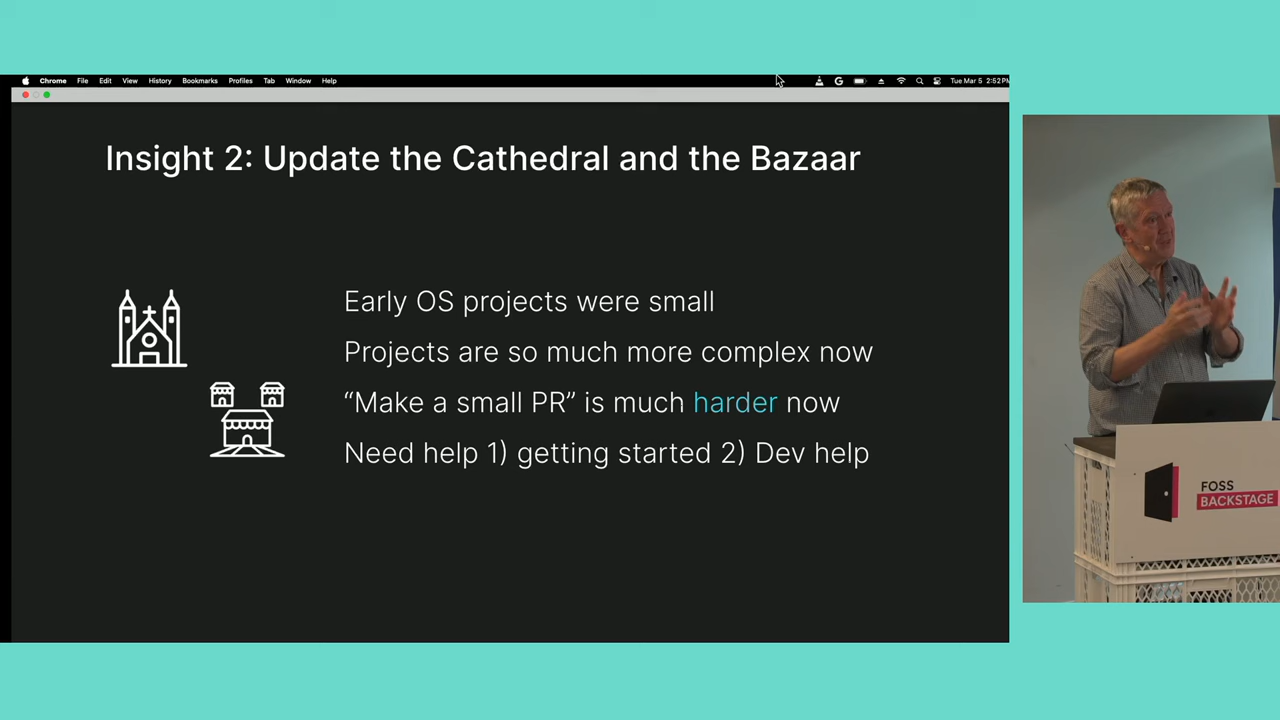 Chrome File Edit View History Bookmarks Profiles Tab Window Help
Tue Mar 5 2:52PM
Insight 2: Update the Cathedral and the Bazaar
Early OS projects were small
Projects are so much more complex now
“Make a small PR” is much harder now
Need help 1) getting started 2) Dev help
FOSS
BACKSTAGE